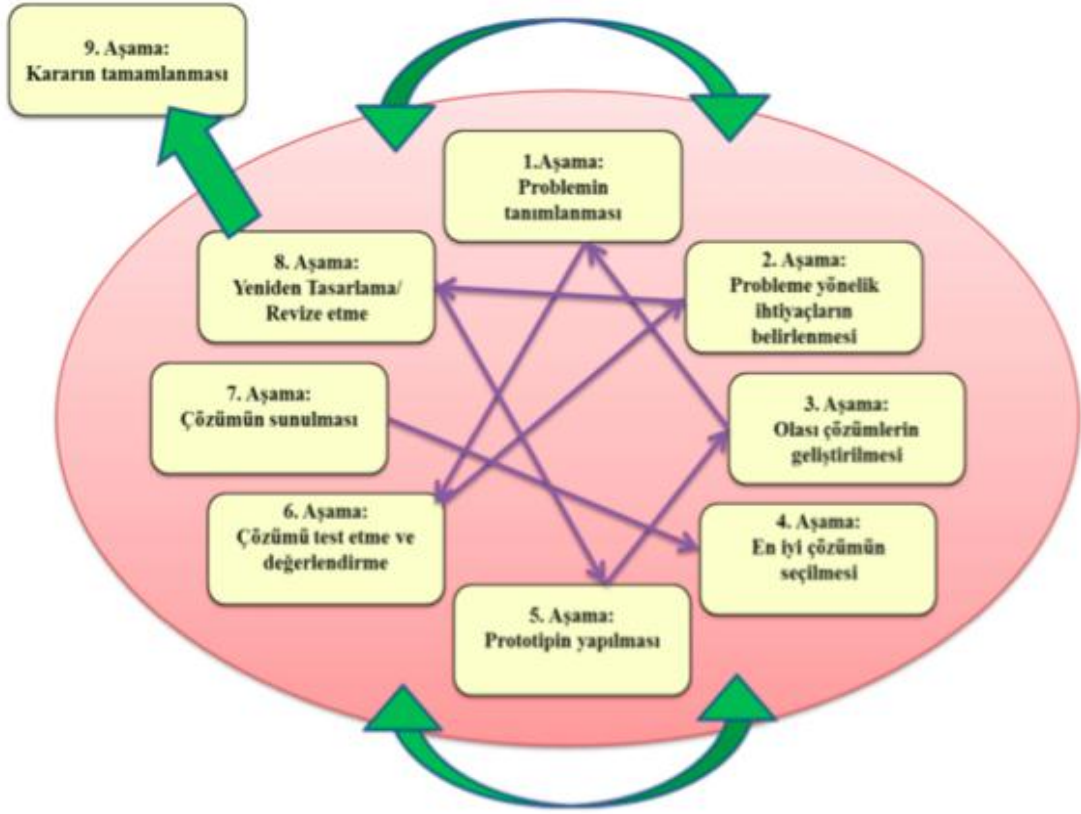 9. Aşama:
Kararın tamamlanması
1.Aşama:
Problemin
tanımlanması
2. Aşama:
Probleme yönelik
ihtiyaçların
belirlenmesi
3. Aşama:
Olası çözümlerin
geliştirilmesi
4. Aşama:
En iyi çözümün
seçilmesi
5. Aşama:
Prototipin yapılması
6. Aşama:
Çözümü test etme ve
değerlendirme
7. Aşama:
Çözümün sunulması
8. Aşama:
Yeniden Tasarlama/
Revize etme